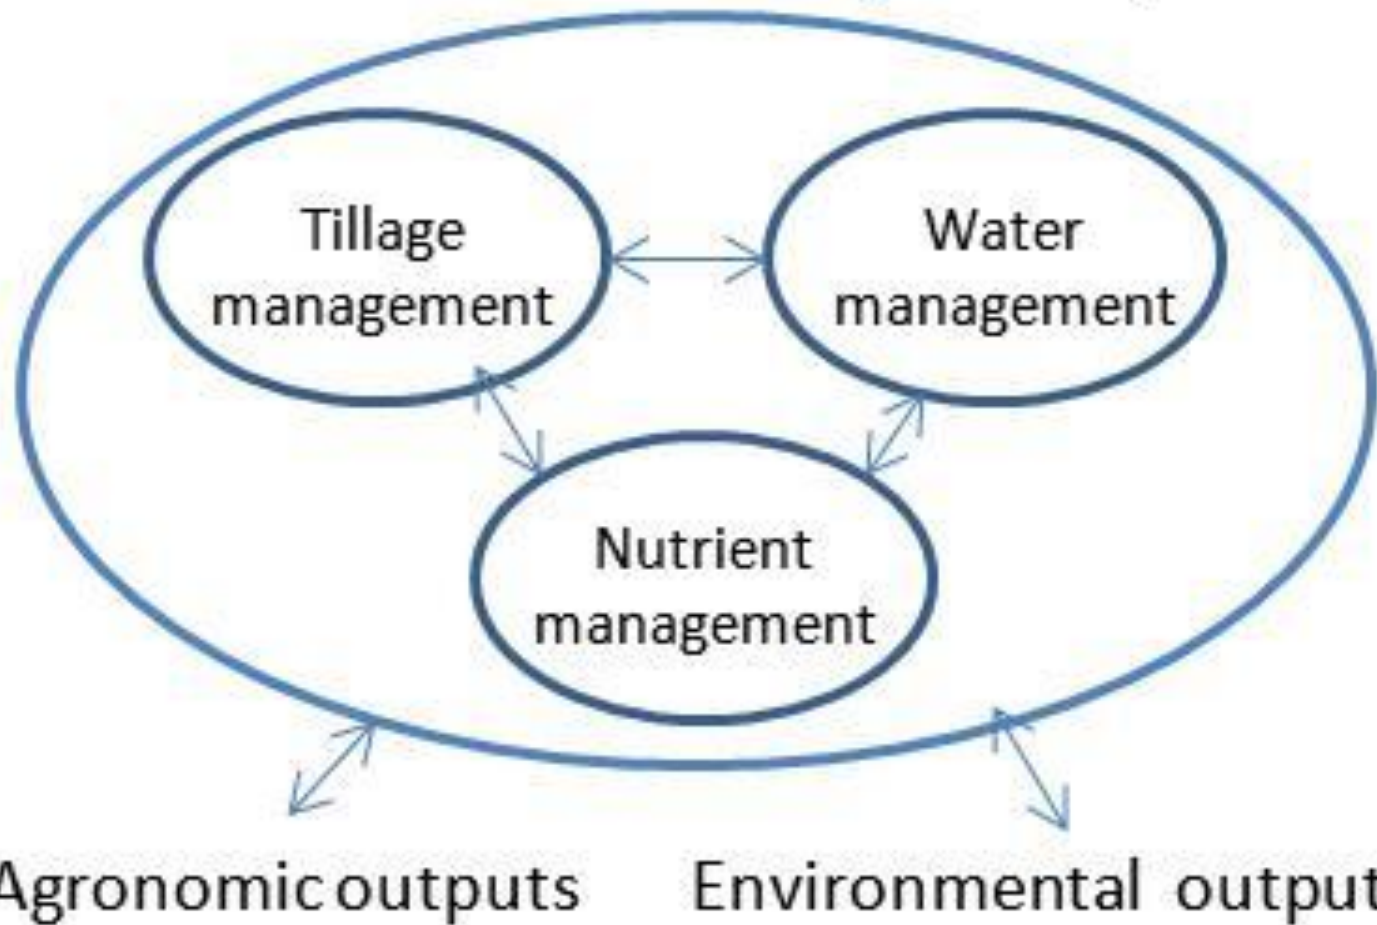 Tillage
management
Water
management
Nutrient
management
Agronomic outputs
Environmental output